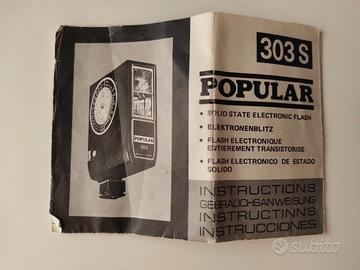 303 S
POPULAR
• SOLID STATE ELECTRONIC FLASH
• ELEKTRONENBLITZ
• FLASH ELECTRONIQUE
ENTIEREMENT TRANSISTORISE
• FLASH ELECTRONICO DE ESTADO
SOLIDO
INSTRUCTIONS
GEBRAUCHSANWEISUNG
INSTRUCTINNS
INSTRUCCIONES
POPULAR
303 S
subito